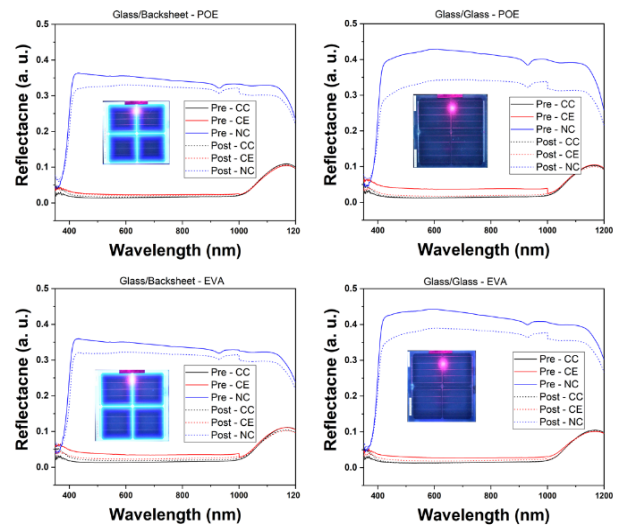 Glass/Backsheet - POE
0.5
0.4
0.3
0.2
0.1
0.0
Reflectacne (a. u.)
Pre - CC
Pre - CE
Pre - NC
Post - CC
Post - CE
Post - NC
400
600
800
1000
1200
Wavelength (nm)
Glass/Glass - POE
0.5
0.4
0.3
0.2
0.1
0.0
Reflectacne (a. u.)
Pre - CC
Pre - CE
Pre - NC
Post - CC
Post - CE
Post - NC
400
600
800
1000
1200
Wavelength (nm)
Glass/Backsheet - EVA
0.5
0.4
0.3
0.2
0.1
0.0
Reflectacne (a. u.)
Pre - CC
Pre - CE
Pre - NC
Post - CC
Post - CE
Post - NC
400
600
800
1000
1200
Wavelength (nm)
Glass/Glass - EVA
0.5
0.4
0.3
0.2
0.1
0.0
Reflectacne (a. u.)
Pre - CC
Pre - CE
Pre - NC
Post - CC
Post - CE
Post - NC
400
600
800
1000
1200
Wavelength (nm)